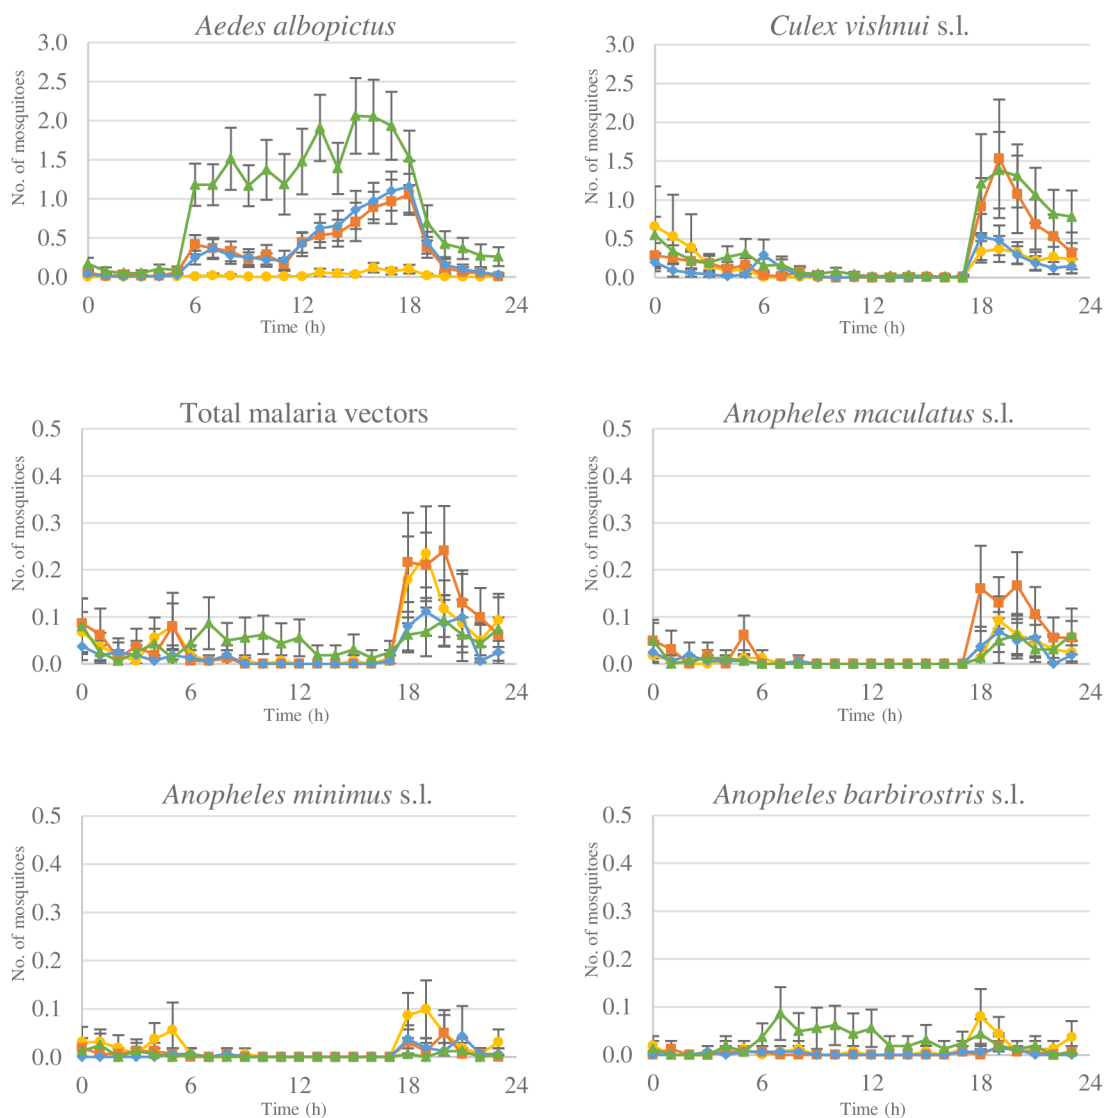 Aedes albopictus
No. of mosquitoes
3.0
2.5
2.0
1.5
1.0
0.5
0.0
0 6 12 18 24
Time (h)
Culex vishnui s.l.
No. of mosquitoes
3.0
2.5
2.0
1.5
1.0
0.5
0.0
0 6 12 18 24
Time (h)
Total malaria vectors
No. of mosquitoes
0.5
0.4
0.3
0.2
0.1
0.0
0 6 12 18 24
Time (h)
Anopheles maculatus s.l.
No. of mosquitoes
0.5
0.4
0.3
0.2
0.1
0.0
0 6 12 18 24
Time (h)
Anopheles minimus s.l.
No. of mosquitoes
0.5
0.4
0.3
0.2
0.1
0.0
0 6 12 18 24
Time (h)
Anopheles barbirostris s.l.
No. of mosquitoes
0.5
0.4
0.3
0.2
0.1
0.0
0 6 12 18 24
Time (h)